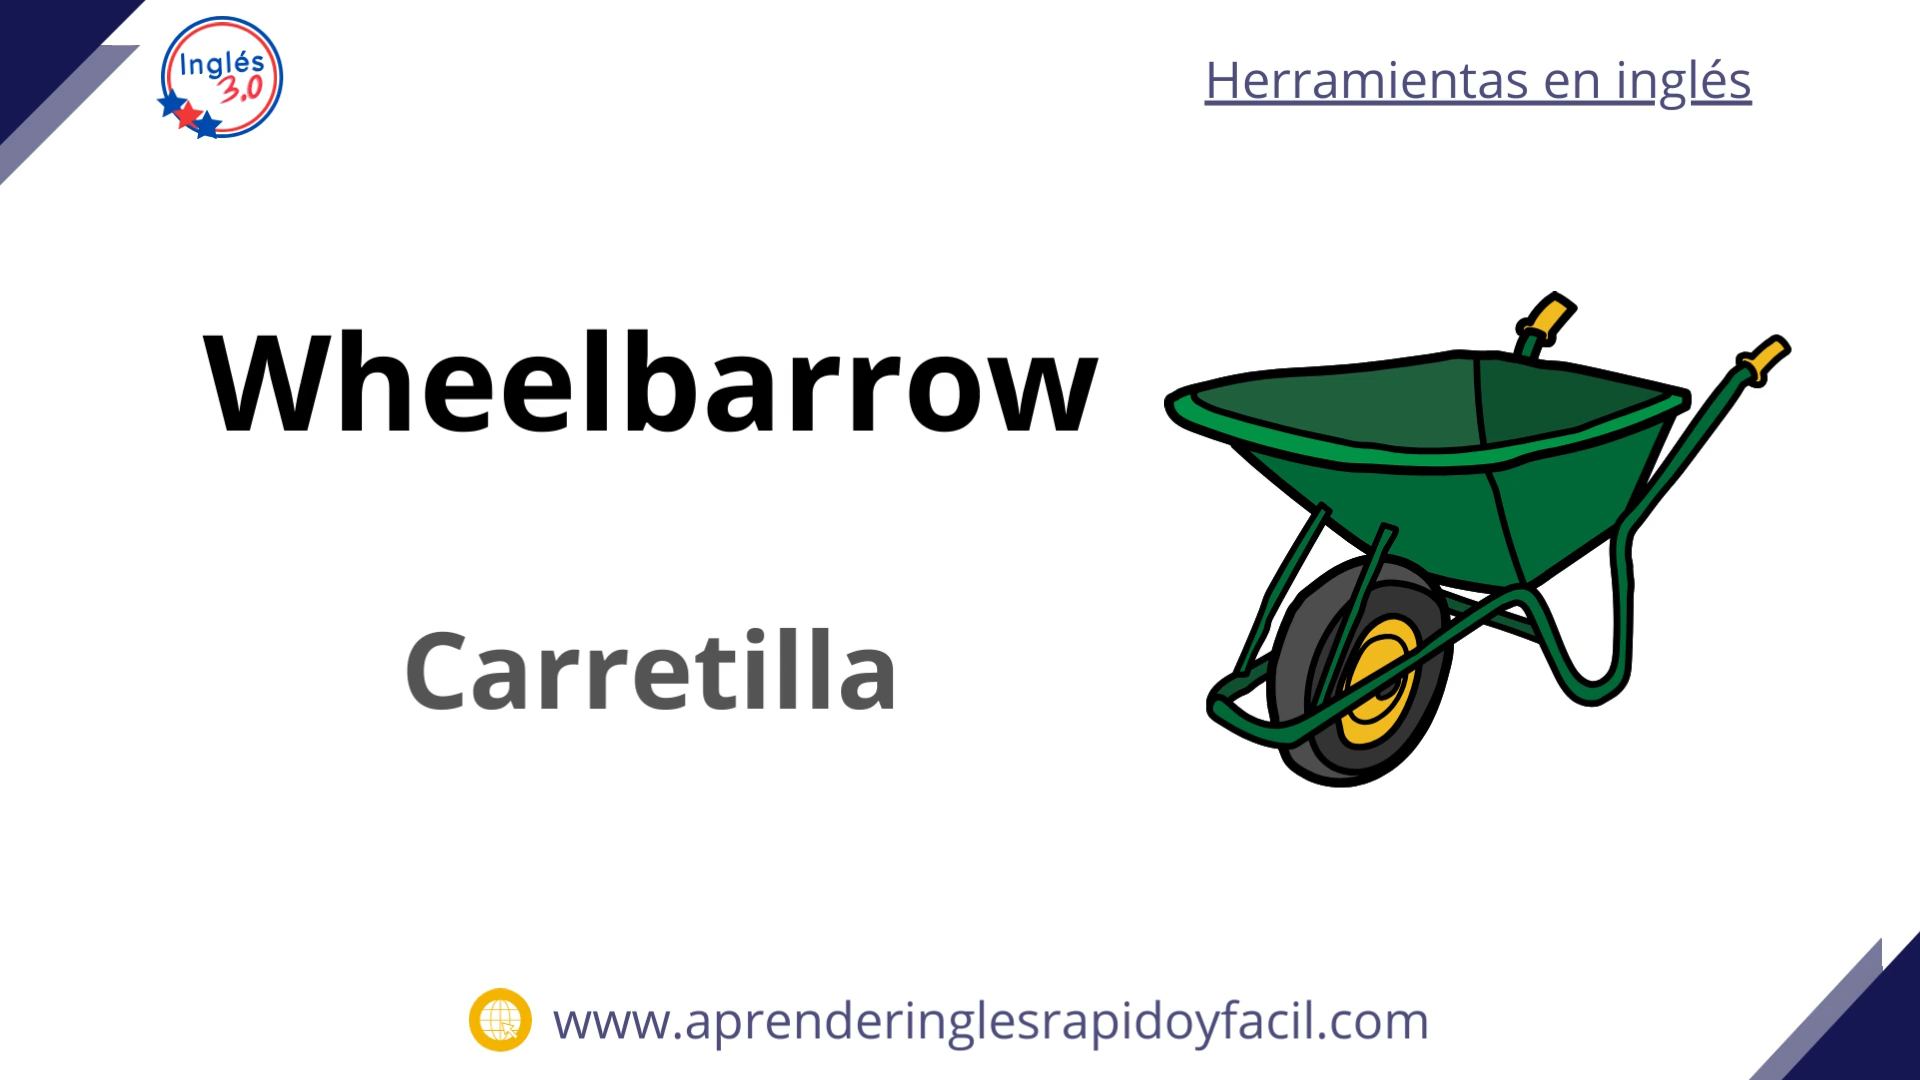 Inglés
3.0
Herramientas en inglés
Wheelbarrow
Carretilla
www.aprenderinglesrapidoyfacil.com